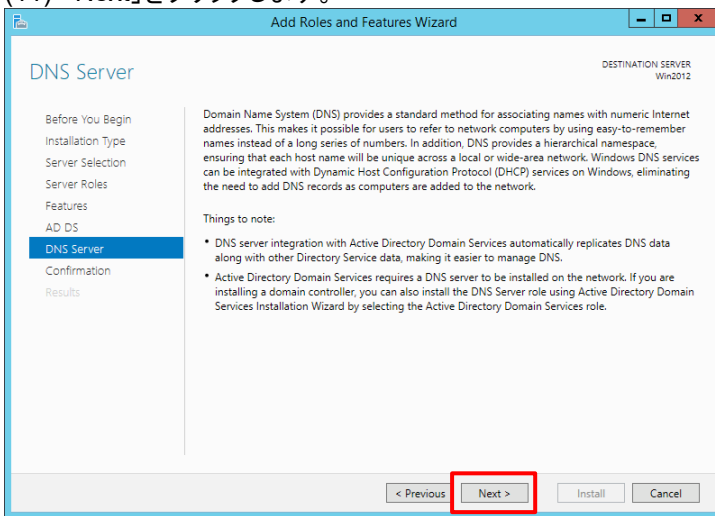 Next」をクリックします。
Add Roles and Features Wizard
DNS Server
DESTINATION SERVER
Win2012
Before You Begin
Installation Type
Server Selection
Server Roles
Features
AD DS
DNS Server
Confirmation
Results
Domain Name System (DNS) provides a standard method for associating names with numeric Internet
addresses. This makes it possible for users to refer to network computers by using easy-to-remember
names instead of a long series of numbers. In addition, DNS provides a hierarchical namespace,
ensuring that each host name will be unique across a local or wide-area network. Windows DNS services
can be integrated with Dynamic Host Configuration Protocol (DHCP) services on Windows, eliminating
the need to add DNS records as computers are added to the network.
Things to note:
• DNS server integration with Active Directory Domain Services automatically replicates DNS data
along with other Directory Service data, making it easier to manage DNS.
• Active Directory Domain Services requires a DNS server to be installed on the network. If you are
installing a domain controller, you can also install the DNS Server role using Active Directory Domain
Services Installation Wizard by selecting the Active Directory Domain Services role.
< Previous
Next >
Install
Cancel